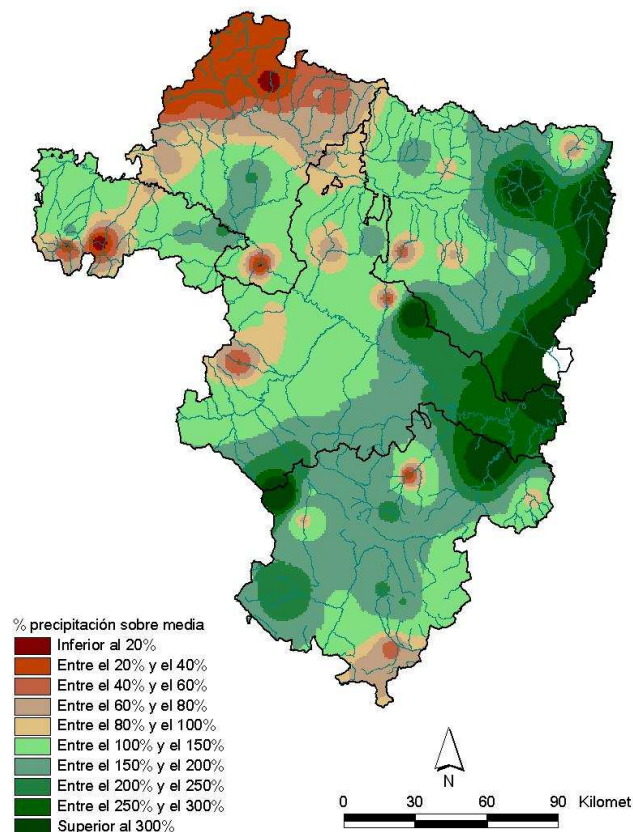 % precipitación sobre media
Inferior al 20%
Entre el 20% y el 40%
Entre el 40% y el 60%
Entre el 60% y el 80%
Entre el 80% y el 100%
Entre el 100% y el 150%
Entre el 150% y el 200%
Entre el 200% y el 250%
Entre el 250% y el 300%
Superior al 300%
N
0 30 60 90 Kilomet